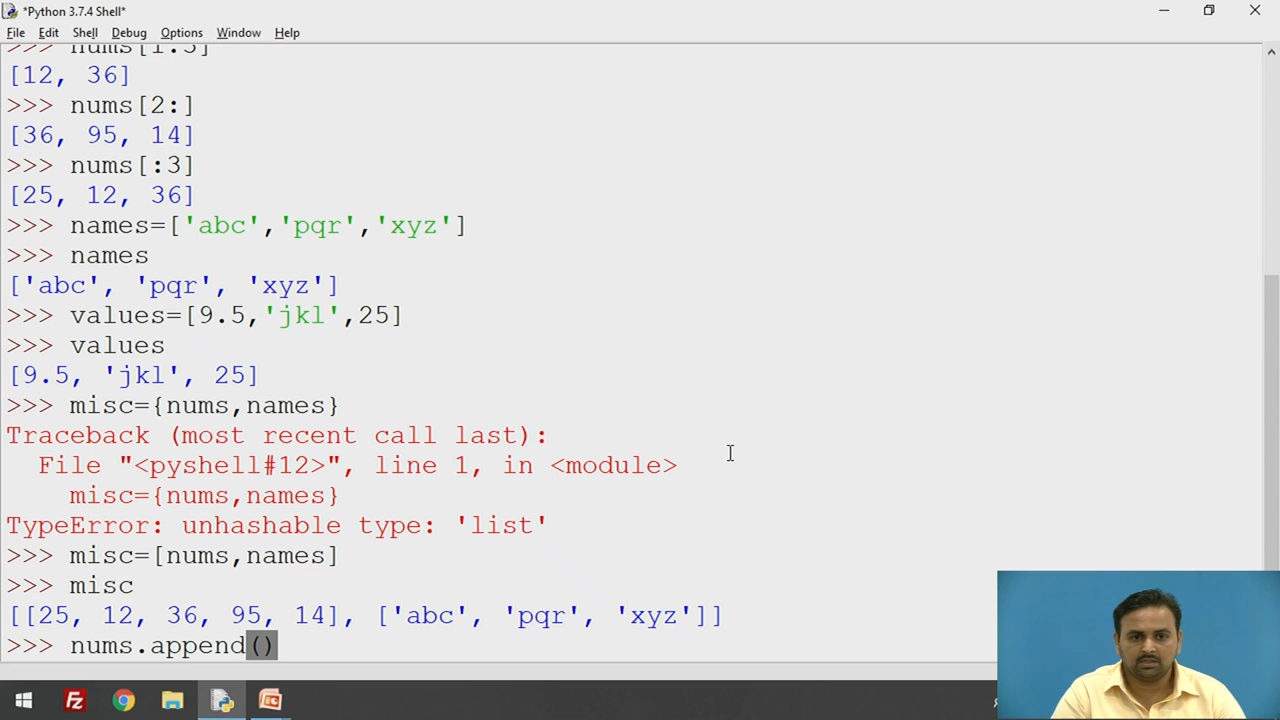 *Python 3.7.4 Shell*
File Edit Shell Debug Options Window Help
>>> nums[1:3]
[12, 36]
>>> nums[2:]
[36, 95, 14]
>>> nums[:3]
[25, 12, 36]
>>> names=['abc','pqr','xyz']
>>> names
['abc', 'pqr', 'xyz']
>>> values=[9.5,'jkl',25]
>>> values
[9.5, 'jkl', 25]
>>> misc={nums,names}
Traceback (most recent call last):
  File "<pyshell#12>", line 1, in <module>
    misc={nums,names}
TypeError: unhashable type: 'list'
>>> misc=[nums,names]
>>> misc
[[25, 12, 36, 95, 14], ['abc', 'pqr', 'xyz']]
>>> nums.append()